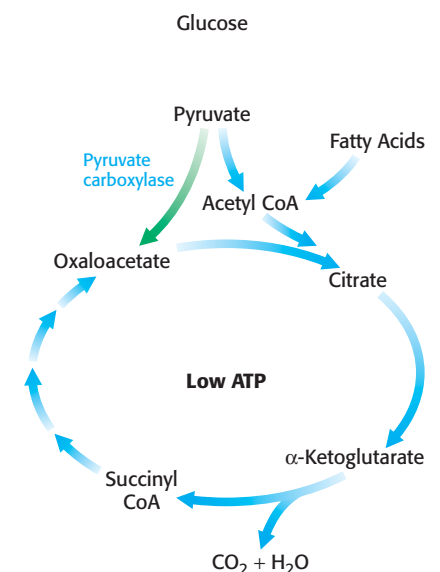 Glucose
Pyruvate
Fatty Acids
Pyruvate
carboxylase
Acetyl CoA
Oxaloacetate
Citrate
Low ATP
α-Ketoglutarate
Succinyl
CoA
CO₂ + H₂O